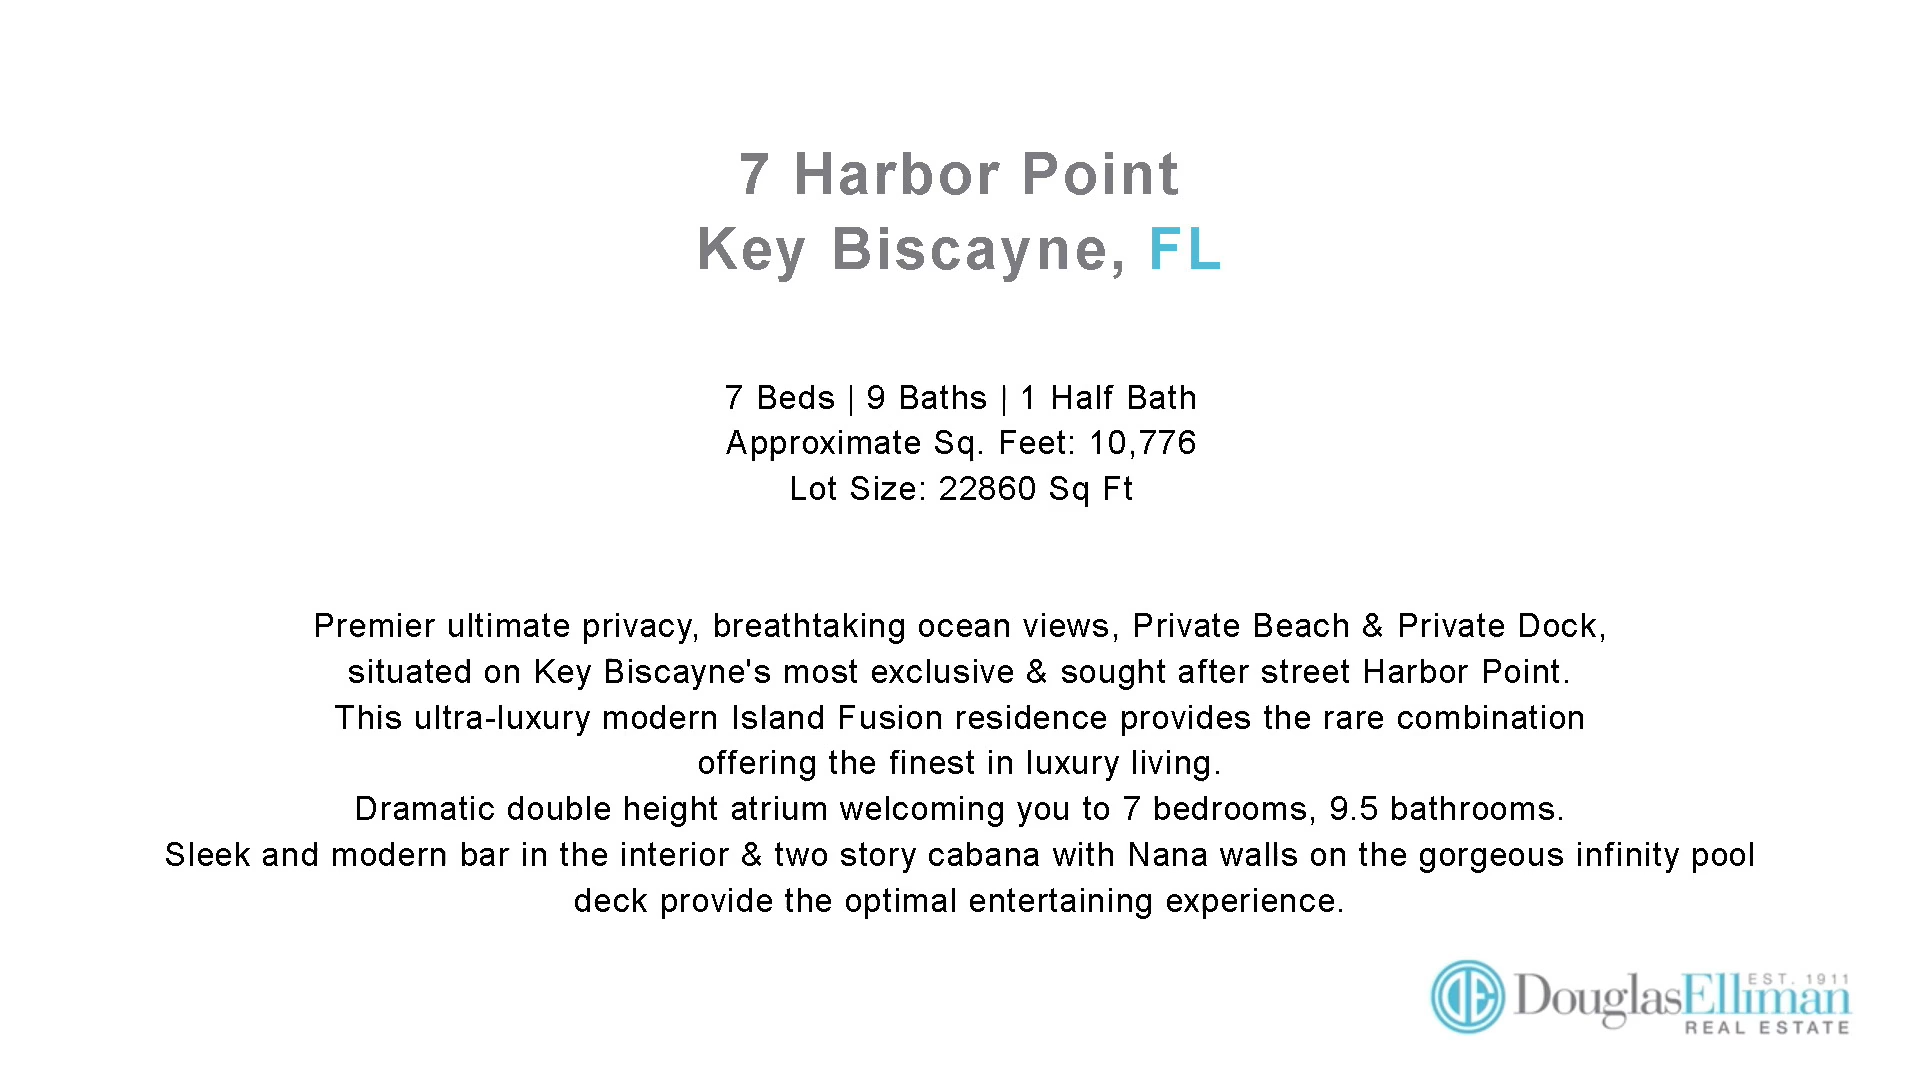 7 Harbor Point
Key Biscayne, FL
7 Beds | 9 Baths | 1 Half Bath
Approximate Sq. Feet: 10,776
Lot Size: 22860 Sq Ft
Premier ultimate privacy, breathtaking ocean views, Private Beach & Private Dock,
situated on Key Biscayne's most exclusive & sought after street Harbor Point.
This ultra-luxury modern Island Fusion residence provides the rare combination
offering the finest in luxury living.
Dramatic double height atrium welcoming you to 7 bedrooms, 9.5 bathrooms.
Sleek and modern bar in the interior & two story cabana with Nana walls on the gorgeous infinity pool
deck provide the optimal entertaining experience.
EST. 1911
DE DouglasElliman
REAL ESTATE